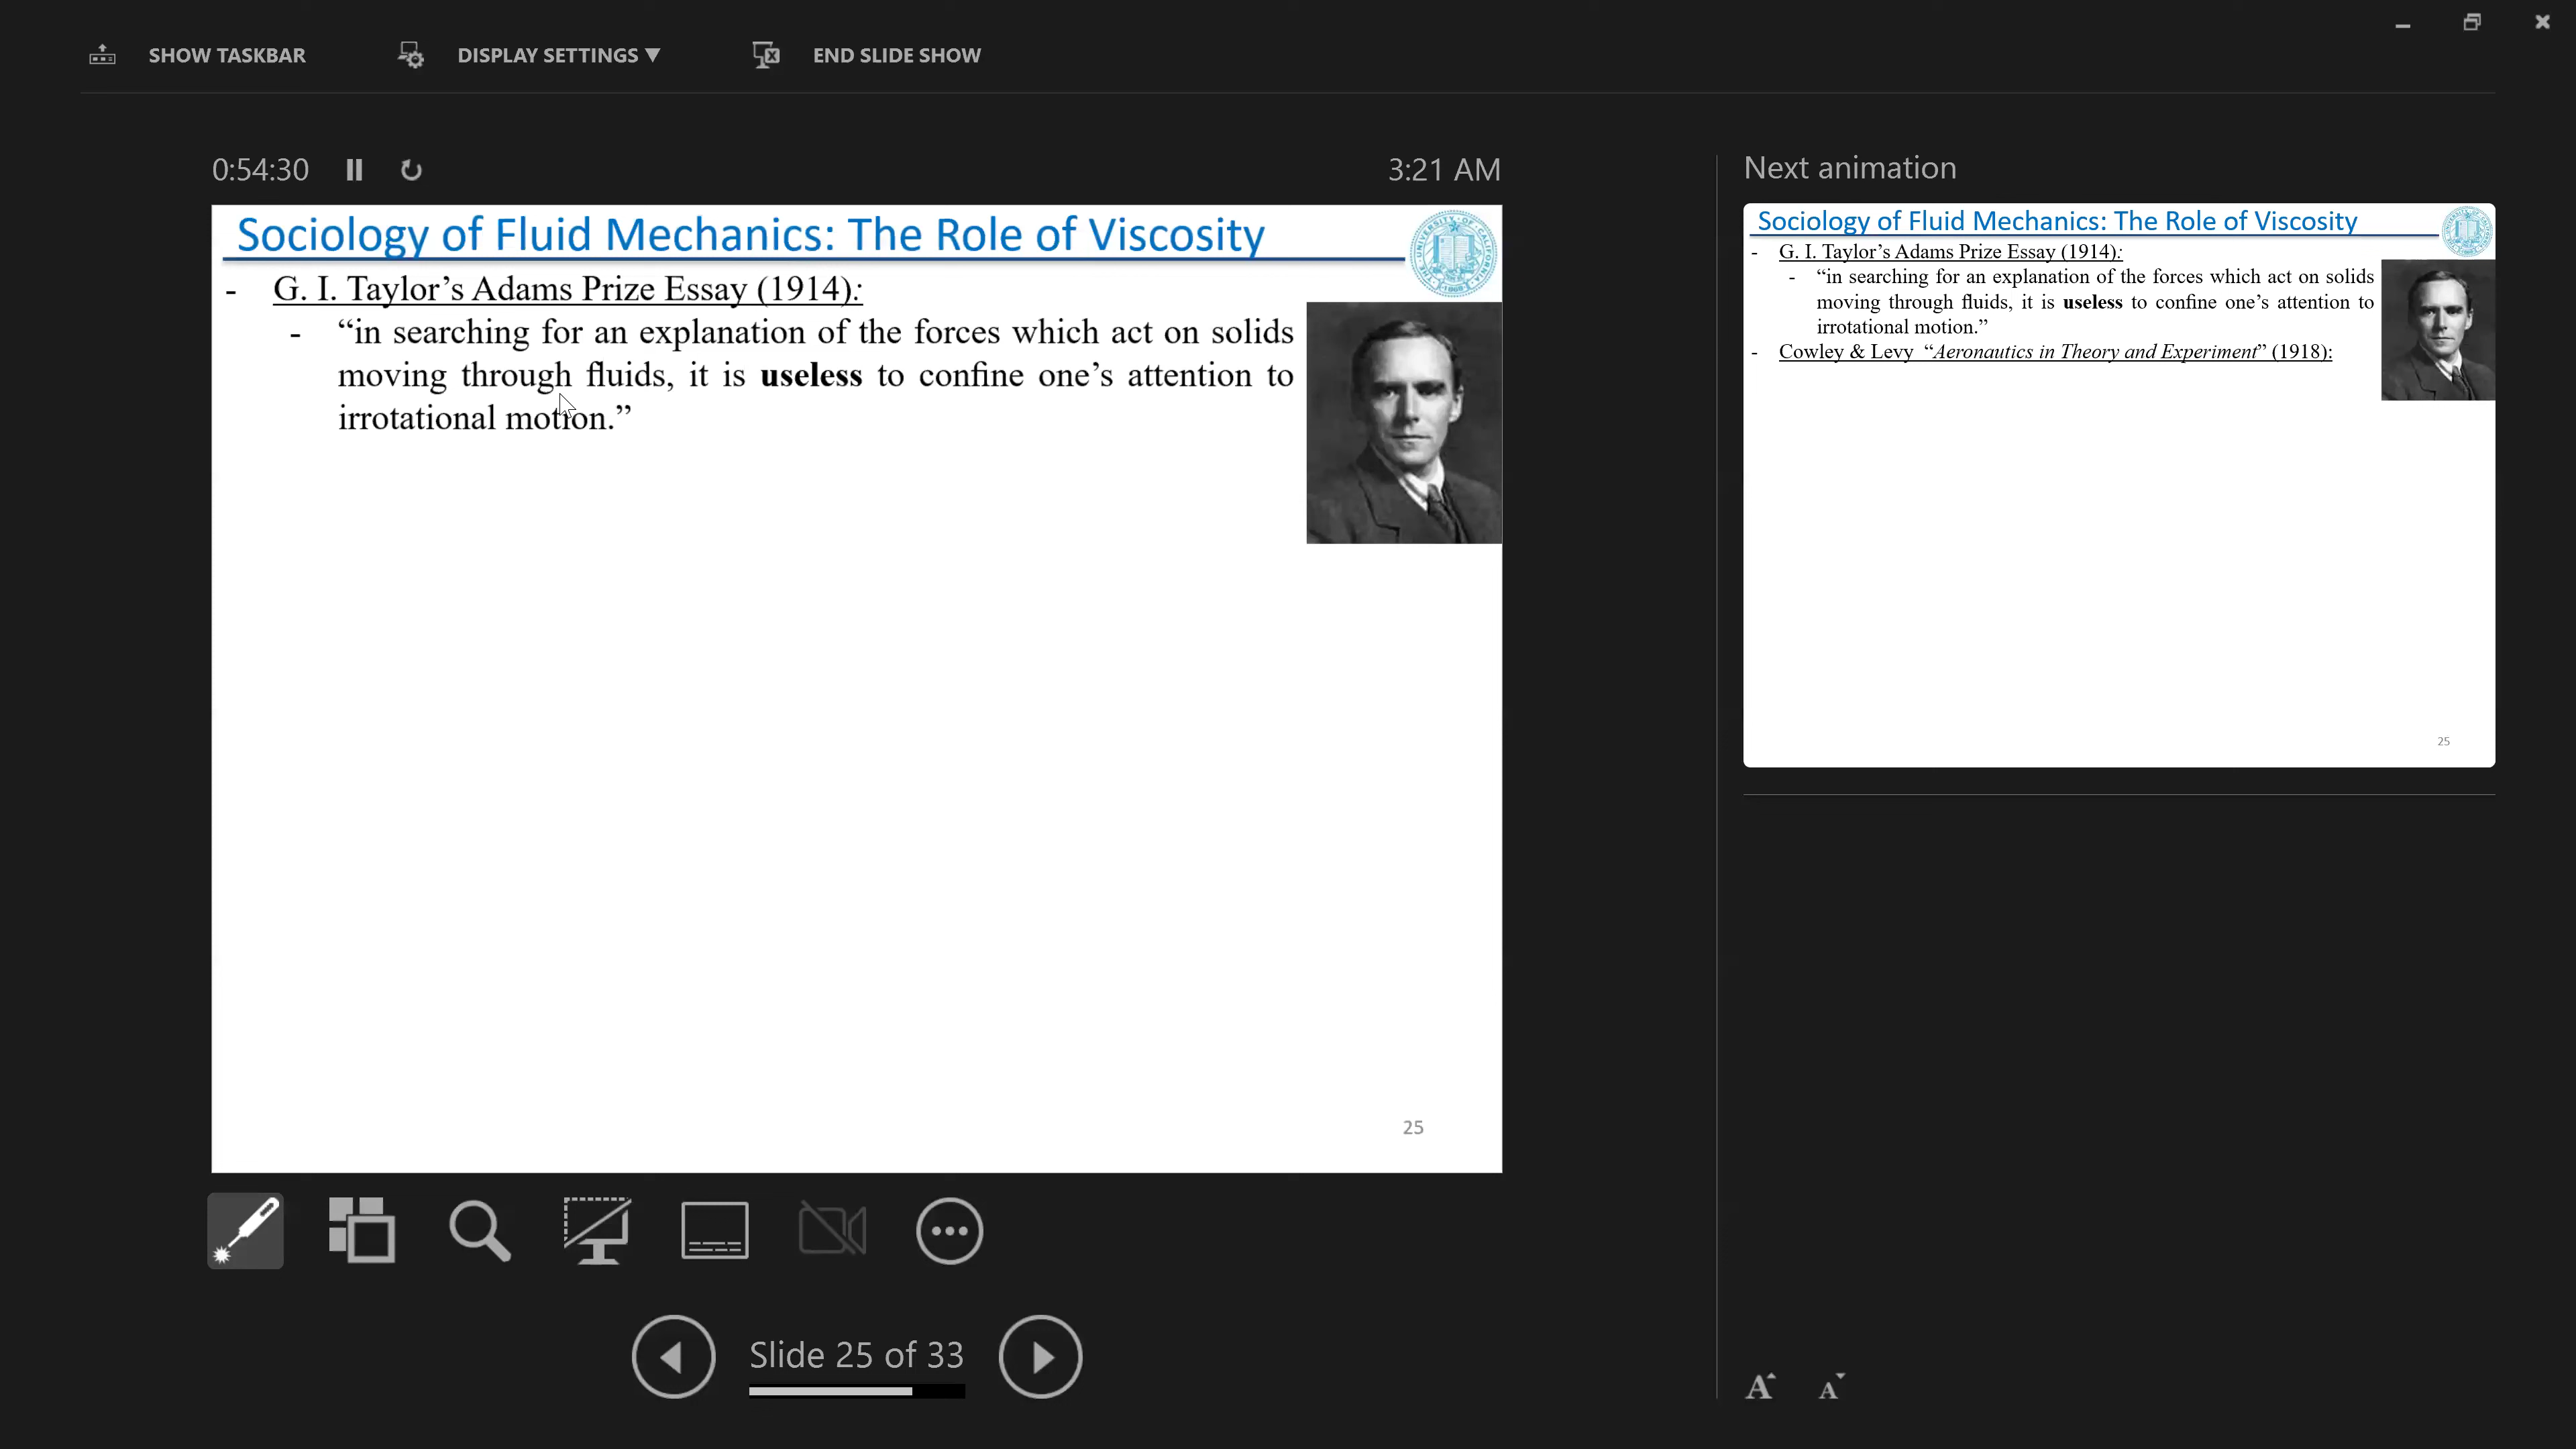 SHOW TASKBAR
DISPLAY SETTINGS ▼
END SLIDE SHOW
0:54:30
3:21 AM
Sociology of Fluid Mechanics: The Role of Viscosity
- G. I. Taylor’s Adams Prize Essay (1914):
- “in searching for an explanation of the forces which act on solids
moving through fluids, it is useless to confine one’s attention to
irrotational motion.”
25
Slide 25 of 33
Next animation
Sociology of Fluid Mechanics: The Role of Viscosity
- G. I. Taylor’s Adams Prize Essay (1914):
- “in searching for an explanation of the forces which act on solids
moving through fluids, it is useless to confine one’s attention to
irrotational motion.”
- Cowley & Levy “Aeronautics in Theory and Experiment” (1918):
25
A A